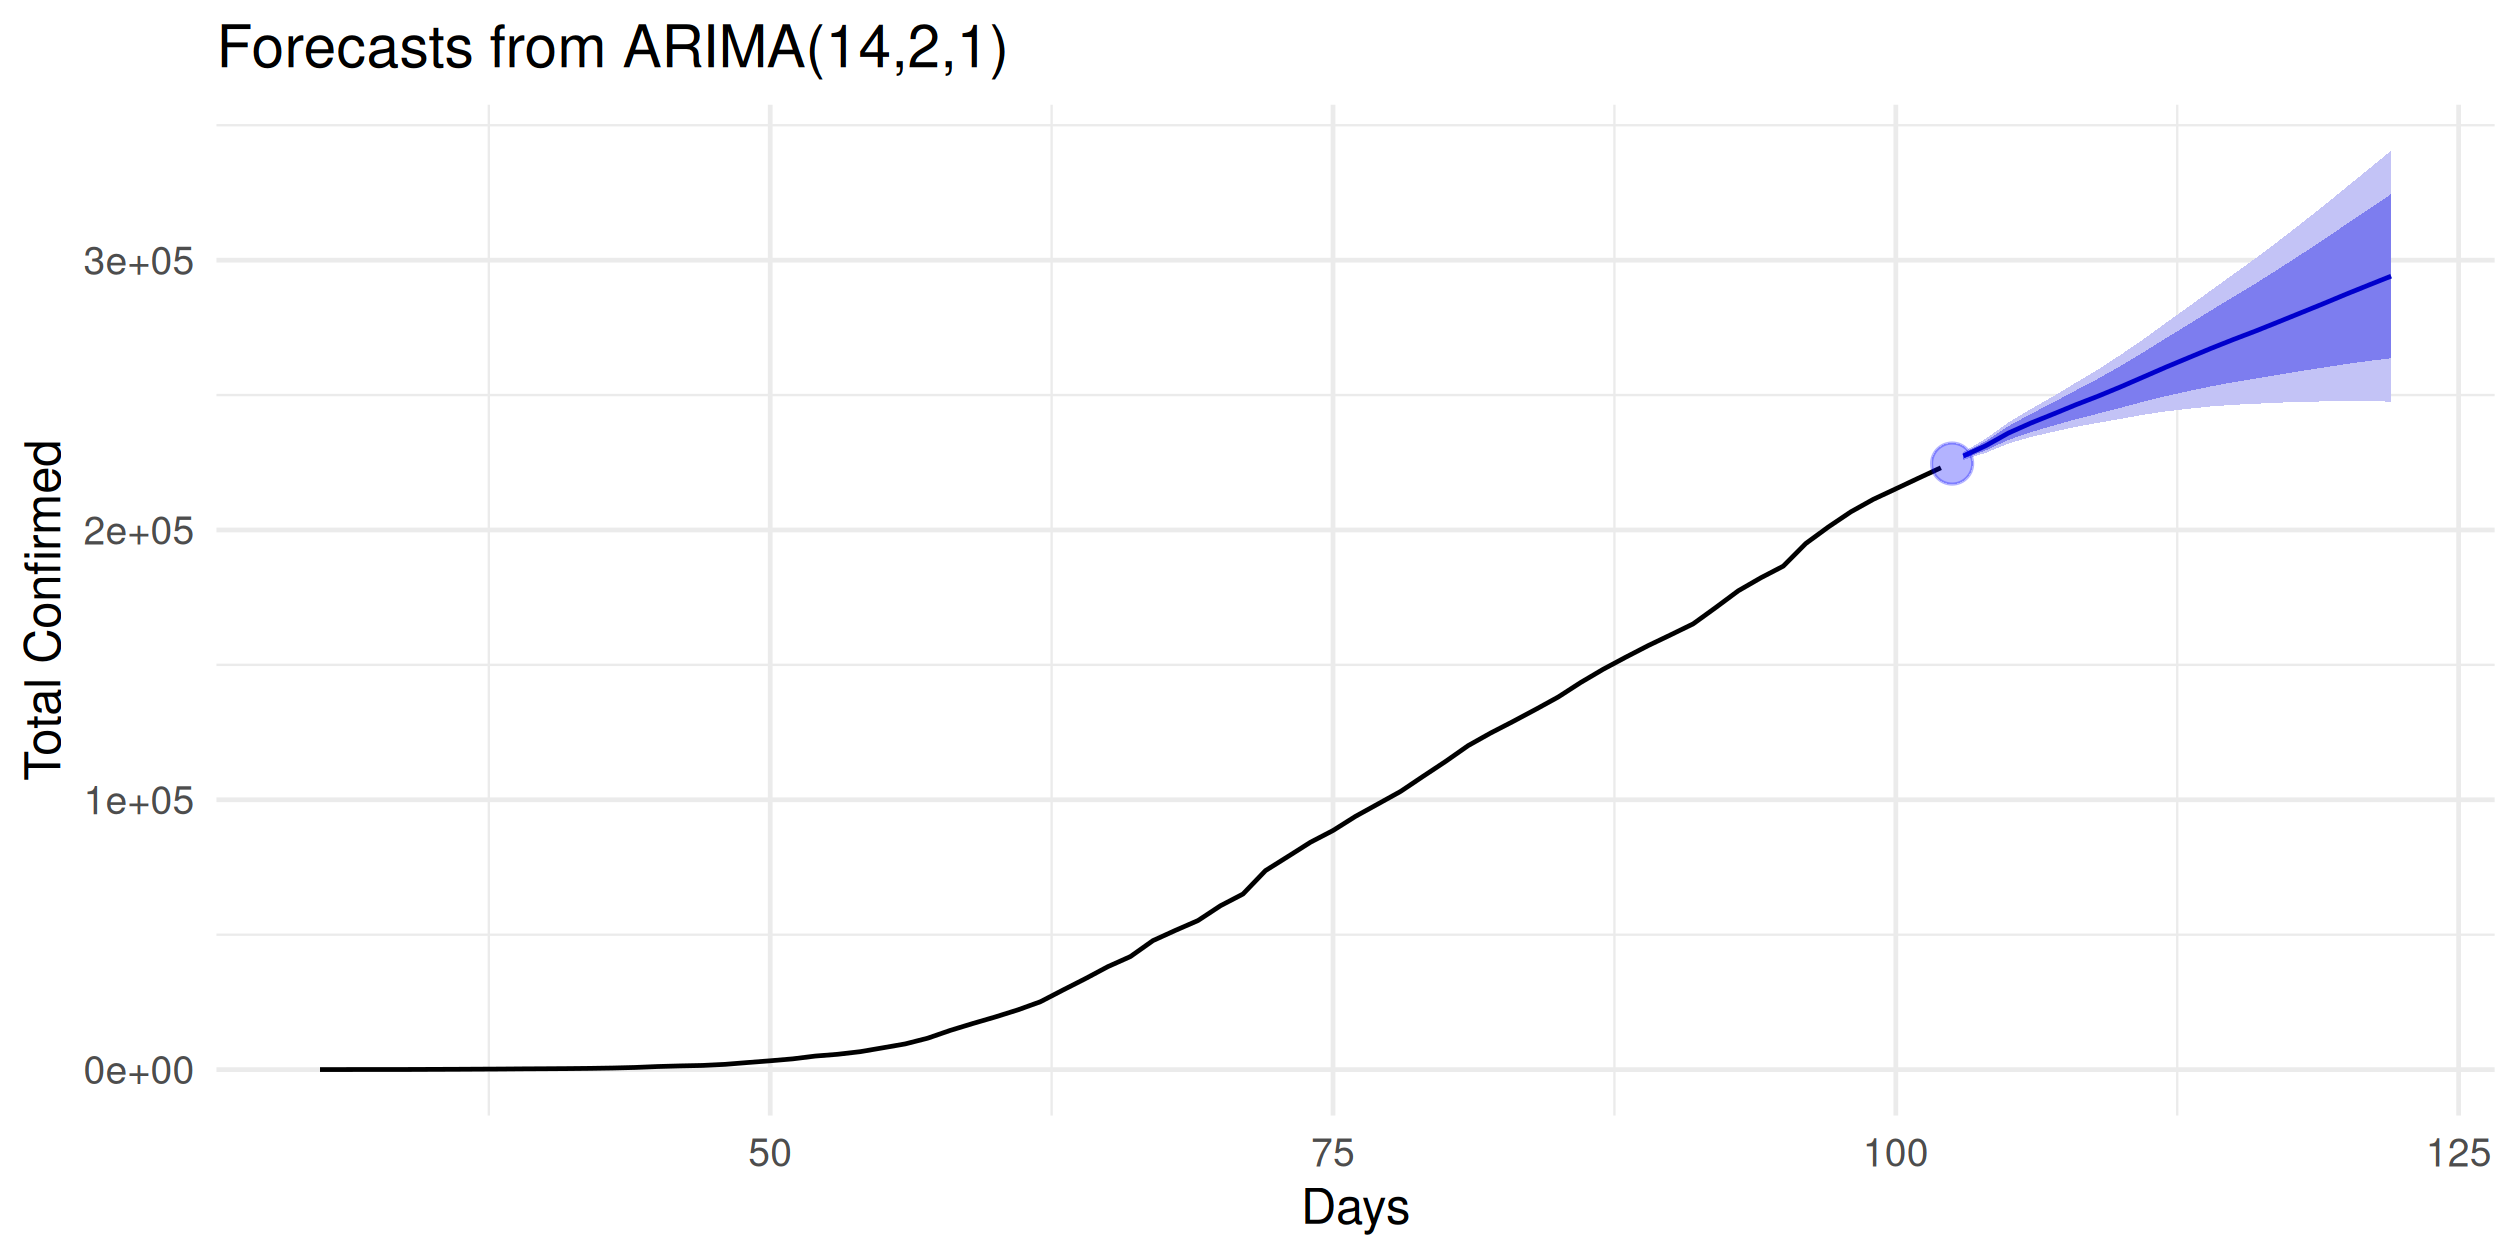 Forecasts from ARIMA(14,2,1)
Total Confirmed
3e+05
2e+05
1e+05
0e+00
50
75
100
125
Days